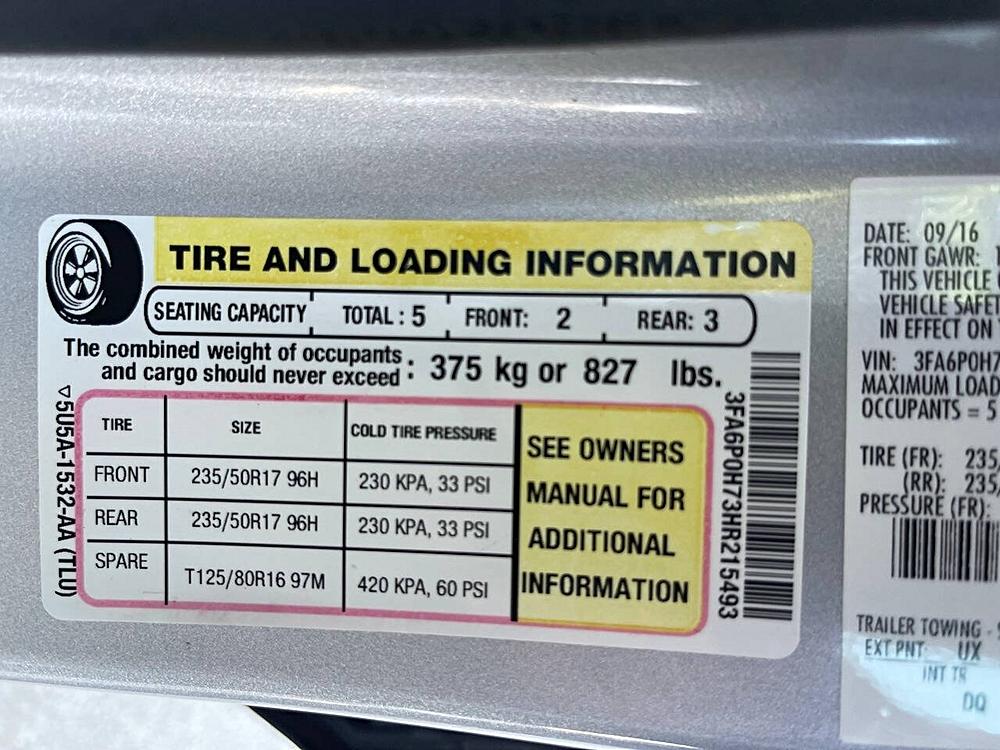 TIRE AND LOADING INFORMATION
SEATING CAPACITY TOTAL : 5 FRONT: 2 REAR: 3
The combined weight of occupants
and cargo should never exceed : 375 kg or 827 lbs.
TIRE SIZE COLD TIRE PRESSURE
FRONT 235/50R17 96H 230 KPA, 33 PSI
REAR 235/50R17 96H 230 KPA, 33 PSI
SPARE T125/80R16 97M 420 KPA, 60 PSI
SEE OWNERS
MANUAL FOR
ADDITIONAL
INFORMATION
▽5U5A-1532-AA (TLU)
3FA6P0H73HR215493
DATE: 09/16
FRONT GAWR:
THIS VEHICLE
VEHICLE SAFET
IN EFFECT ON
VIN: 3FA6P0H7
MAXIMUM LOAD
OCCUPANTS = 5
TIRE (FR): 235/
(RR): 235/
PRESSURE (FR):
TRAILER TOWING -
EXT PNT: UX
INT TR
DQ